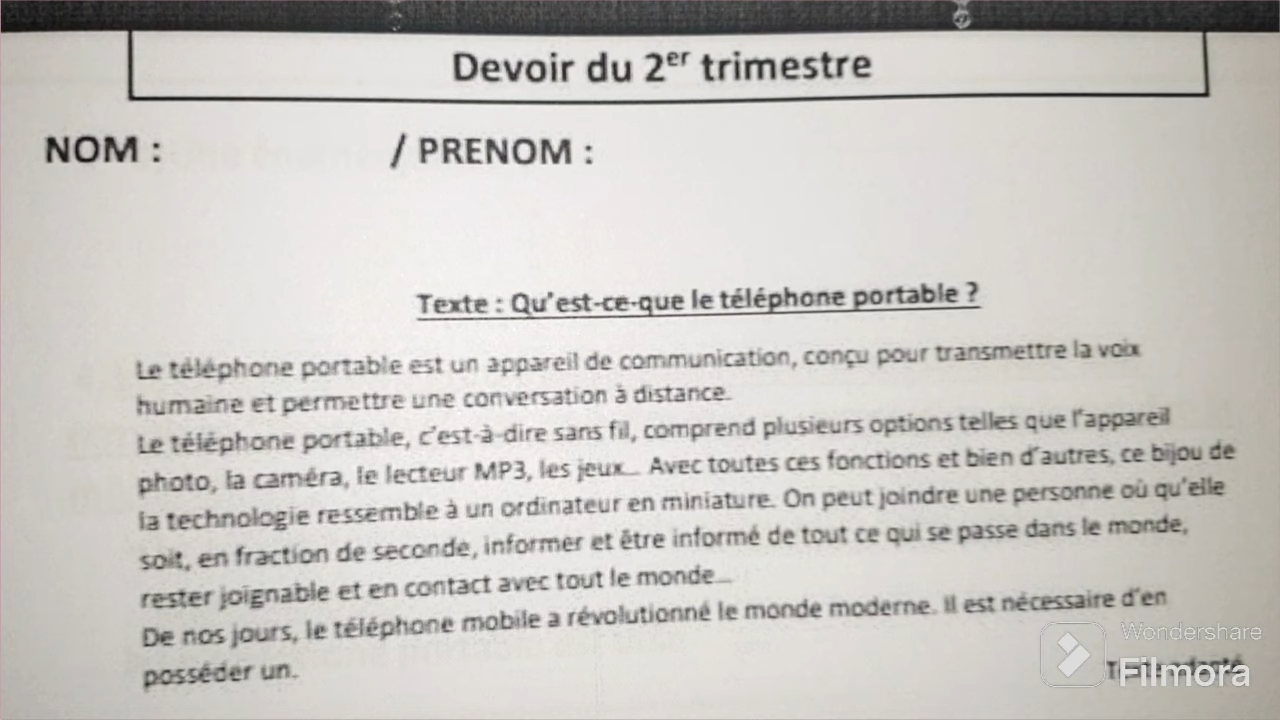 Devoir du 2er trimestre
NOM : / PRENOM :
Texte : Qu'est-ce-que le téléphone portable ?
Le téléphone portable est un appareil de communication, conçu pour transmettre la voix
humaine et permettre une conversation à distance.
Le téléphone portable, c'est-à-dire sans fil, comprend plusieurs options telles que l'appareil
photo, la caméra, le lecteur MP3, les jeux... Avec toutes ces fonctions et bien d'autres, ce bijou de
la technologie ressemble à un ordinateur en miniature. On peut joindre une personne où qu'elle
soit, en fraction de seconde, informer et être informé de tout ce qui se passe dans le monde,
rester joignable et en contact avec tout le monde...
De nos jours, le téléphone mobile a révolutionné le monde moderne. Il est nécessaire d'en
posséder un.
Wondershare
Filmora